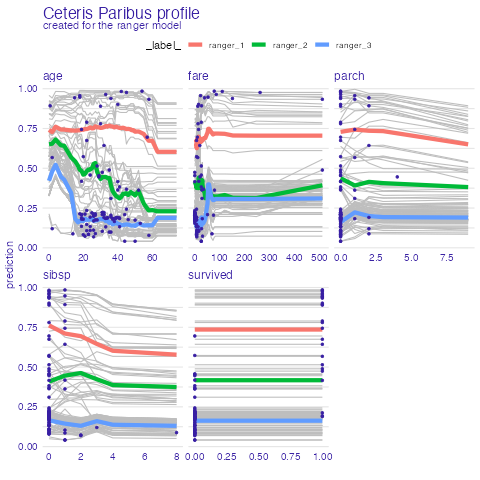 Ceteris Paribus profile
created for the ranger model
_label_ ranger_1 ranger_2 ranger_3
age fare parch
1.00
0.75
0.50
0.25
0.00
0 20 40 60 0 100 200 300 400 500 0.0 2.5 5.0 7.5
prediction
sibsp survived
1.00
0.75
0.50
0.25
0.00
0 2 4 6 8 0.00 0.25 0.50 0.75 1.00